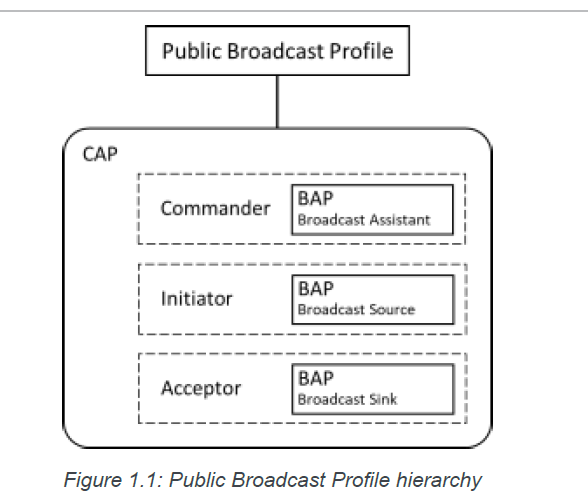 Public Broadcast Profile
CAP
Commander
BAP
Broadcast Assistant
Initiator
BAP
Broadcast Source
Acceptor
BAP
Broadcast Sink
Figure 1.1: Public Broadcast Profile hierarchy